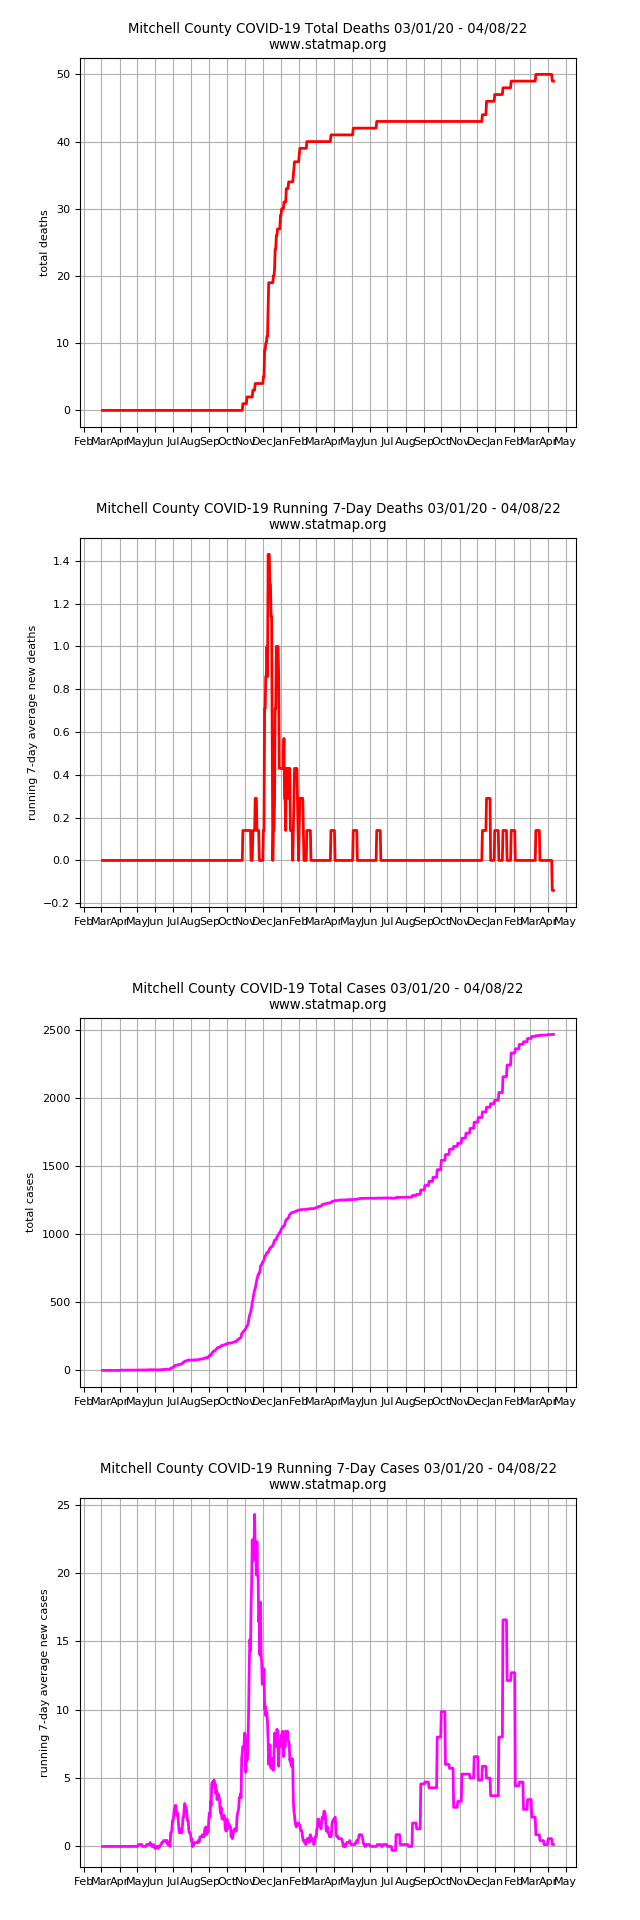 Mitchell County COVID-19 Total Deaths 03/01/20 - 04/08/22
www.statmap.org
50
40
30
20
10
0
total deaths
Feb Mar Apr May Jun Jul Aug Sep Oct Nov Dec Jan Feb Mar Apr May Jun Jul Aug Sep Oct Nov Dec Jan Feb Mar Apr May
Mitchell County COVID-19 Running 7-Day Deaths 03/01/20 - 04/08/22
www.statmap.org
1.4
1.2
1.0
0.8
0.6
0.4
0.2
0.0
−0.2
running 7-day average new deaths
Feb Mar Apr May Jun Jul Aug Sep Oct Nov Dec Jan Feb Mar Apr May Jun Jul Aug Sep Oct Nov Dec Jan Feb Mar Apr May
Mitchell County COVID-19 Total Cases 03/01/20 - 04/08/22
www.statmap.org
2500
2000
1500
1000
500
0
total cases
Feb Mar Apr May Jun Jul Aug Sep Oct Nov Dec Jan Feb Mar Apr May Jun Jul Aug Sep Oct Nov Dec Jan Feb Mar Apr May
Mitchell County COVID-19 Running 7-Day Cases 03/01/20 - 04/08/22
www.statmap.org
25
20
15
10
5
0
running 7-day average new cases
Feb Mar Apr May Jun Jul Aug Sep Oct Nov Dec Jan Feb Mar Apr May Jun Jul Aug Sep Oct Nov Dec Jan Feb Mar Apr May